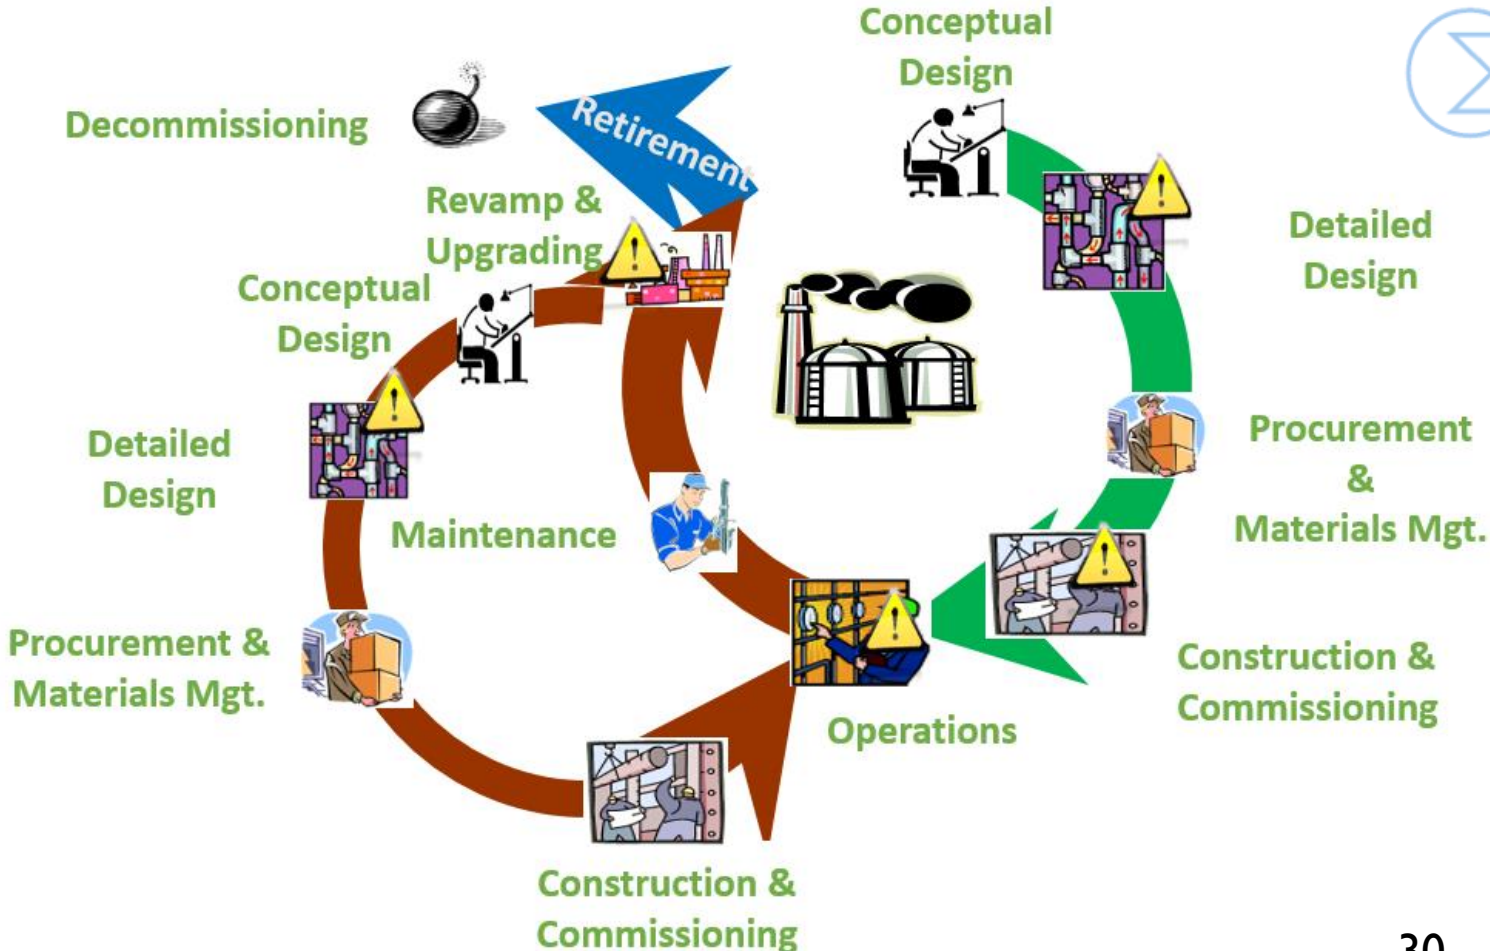 Conceptual
Design
Decommissioning
Retirement
Revamp &
Upgrading
Detailed
Design
Conceptual
Design
Detailed
Design
Procurement
&
Materials Mgt.
Maintenance
Procurement &
Materials Mgt.
Construction &
Commissioning
Operations
Construction &
Commissioning
30